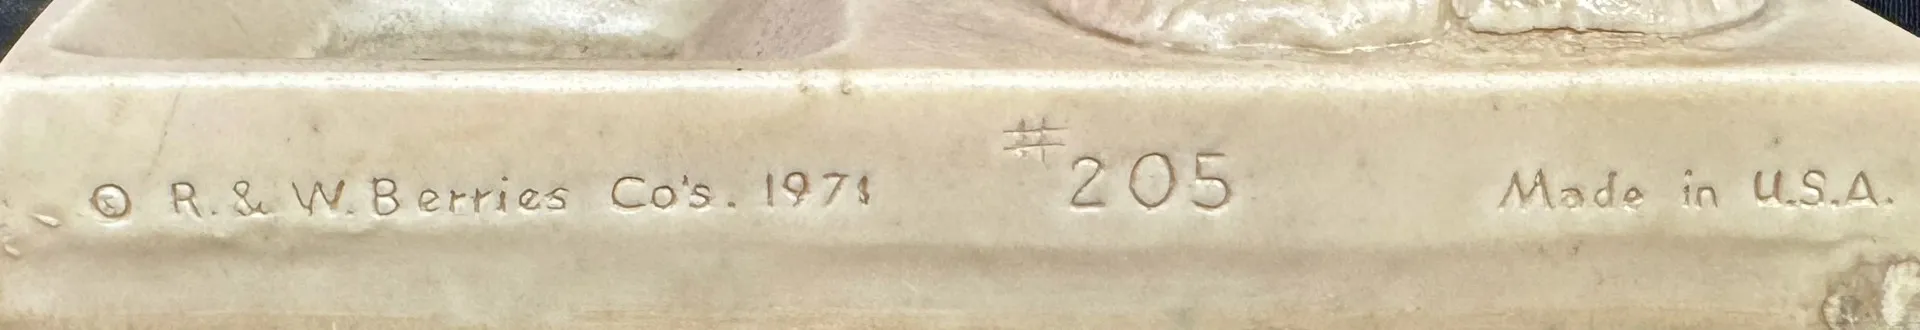 © R. & W. Berries Co's. 1971 #205 Made in U.S.A.